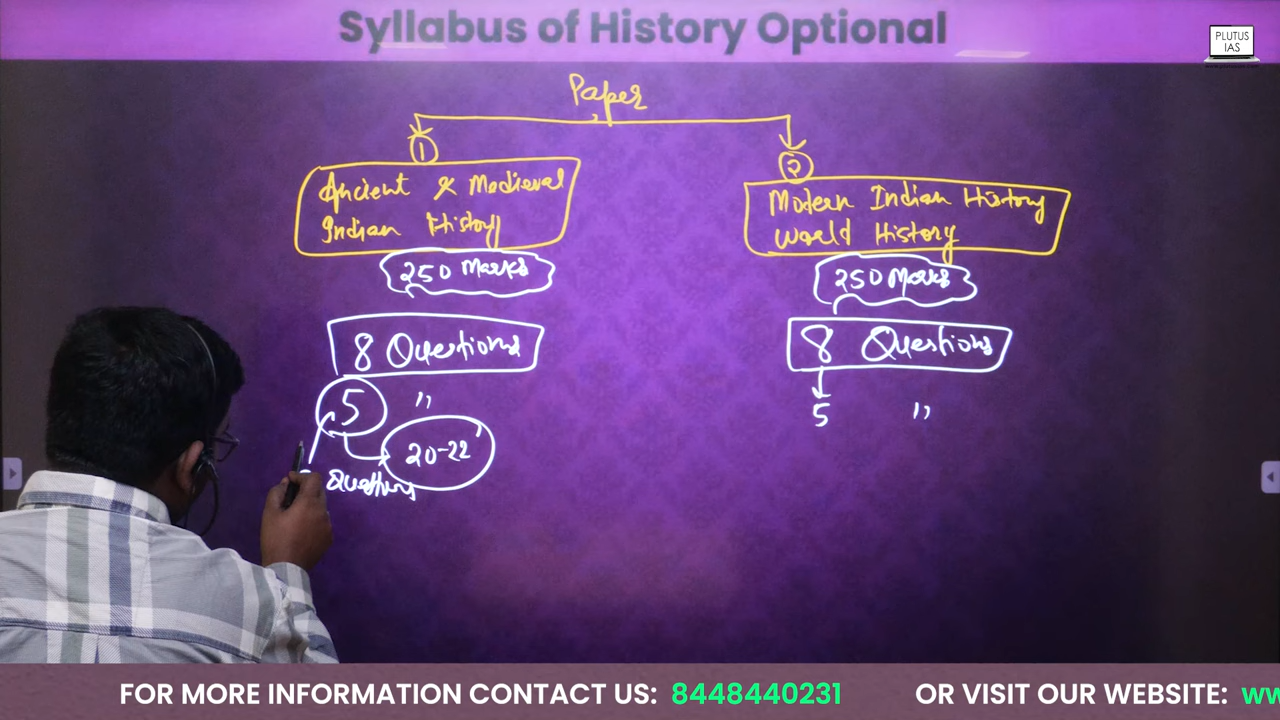 Syllabus of History Optional
PLUTUS
IAS
Paper
1
Ancient & Medieval
Indian History
250 Marks
8 Questions
5 "
20-22
Questions
2
Modern Indian History
World History
250 Marks
8 Questions
5 "
FOR MORE INFORMATION CONTACT US: 8448440231 OR VISIT OUR WEBSITE: ww